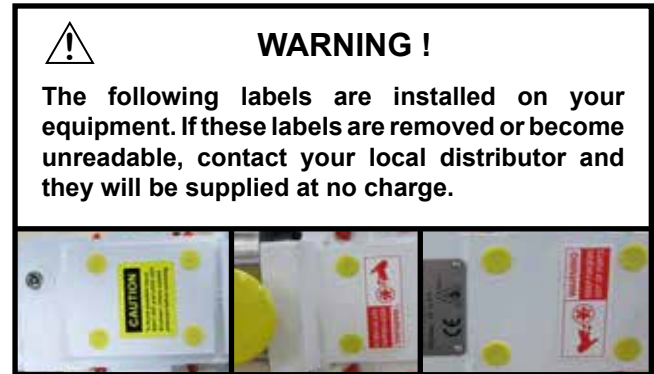 WARNING !
The following labels are installed on your
equipment. If these labels are removed or become
unreadable, contact your local distributor and
they will be supplied at no charge.
CAUTION
CE